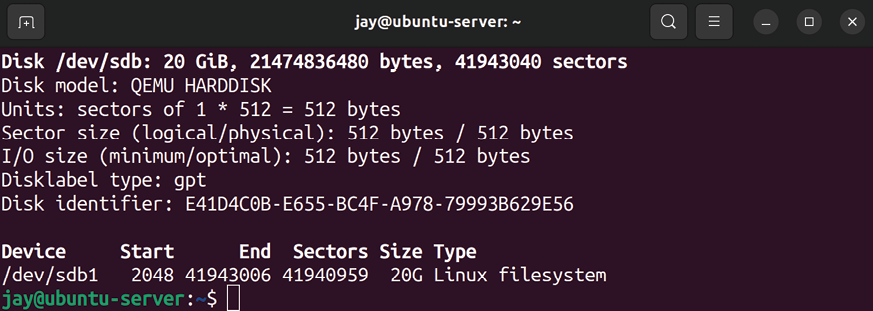 jay@ubuntu-server: ~
Disk /dev/sdb: 20 GiB, 21474836480 bytes, 41943040 sectors
Disk model: QEMU HARDDISK
Units: sectors of 1 * 512 = 512 bytes
Sector size (logical/physical): 512 bytes / 512 bytes
I/O size (minimum/optimal): 512 bytes / 512 bytes
Disklabel type: gpt
Disk identifier: E41D4C0B-E655-BC4F-A978-79993B629E56
Device     Start      End  Sectors Size Type
/dev/sdb1   2048 41943006 41940959  20G Linux filesystem
jay@ubuntu-server:~$